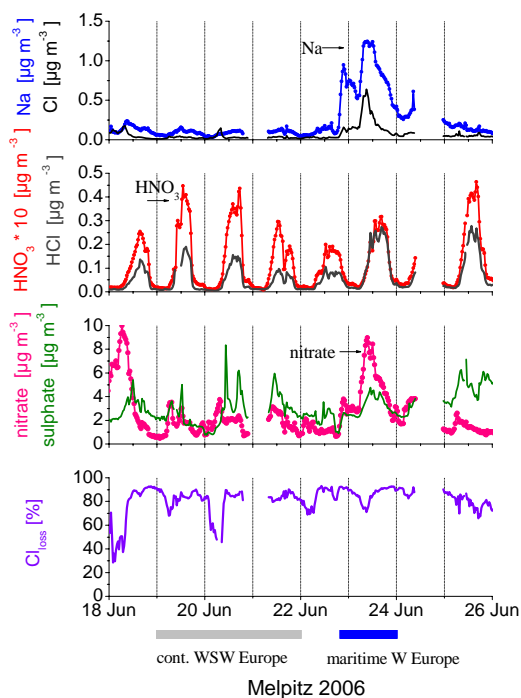 Na [µg m⁻³]
Cl [µg m⁻³]
1.5
1.0
0.5
0.0
Na
HNO₃ * 10 [µg m⁻³]
HCl [µg m⁻³]
0.5
0.4
0.3
0.2
0.1
0.0
HNO₃
nitrate [µg m⁻³]
sulphate [µg m⁻³]
10
8
6
4
2
0
nitrate
Cl_loss [%]
100
80
60
40
20
0
18 Jun 20 Jun 22 Jun 24 Jun 26 Jun
cont. WSW Europe maritime W Europe
Melpitz 2006